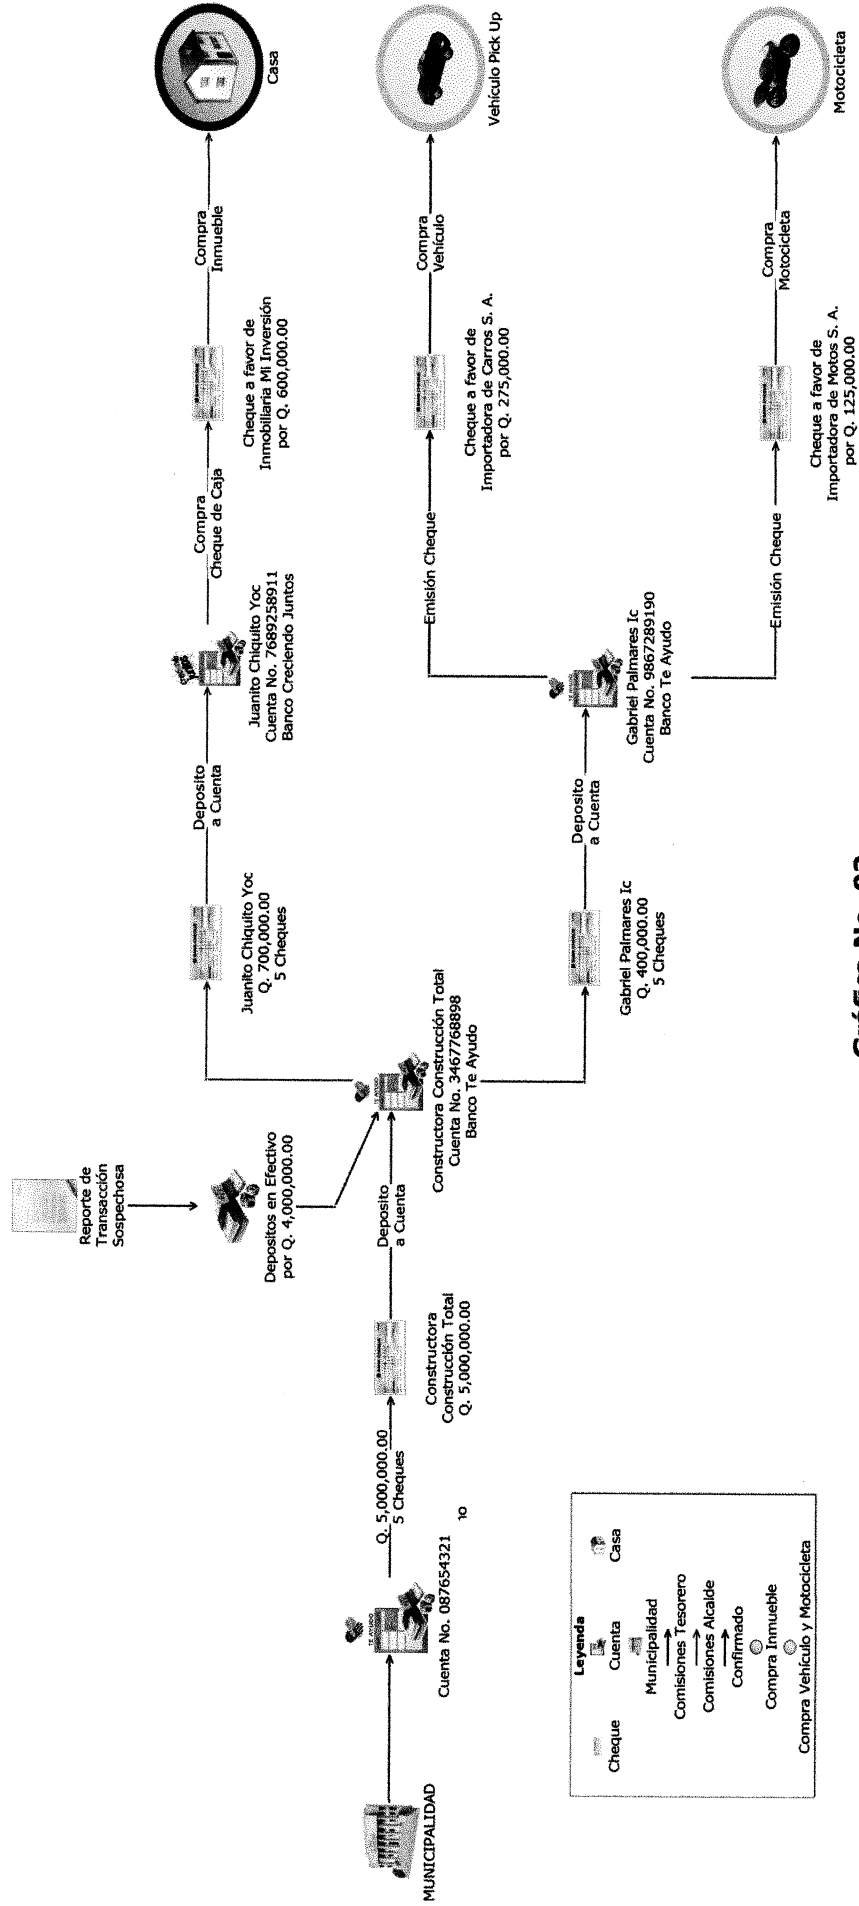 Reporte de
Transacción
Sospechosa
Depositos en Efectivo
por Q. 4,000,000.00
MUNICIPALIDAD
Cuenta No. 087654321
10
Q. 5,000,000.00
5 Cheques
Constructora
Construcción Total
Q. 5,000,000.00
Deposito
a Cuenta
Constructora Construcción Total
Cuenta No. 3467768898
Banco Te Ayudo
Juanito Chiquito Yoc
Q. 700,000.00
5 Cheques
Deposito
a Cuenta
Juanito Chiquito Yoc
Cuenta No. 7689258911
Banco Creciendo Juntos
Compra
Cheque de Caja
Cheque a favor de
Inmobiliaria Mi Inversión
por Q. 600,000.00
Compra
Inmueble
Casa
Gabriel Palmares Ic
Q. 400,000.00
5 Cheques
Deposito
a Cuenta
Gabriel Palmares Ic
Cuenta No. 9867289190
Banco Te Ayudo
Emisión Cheque
Cheque a favor de
Importadora de Carros S. A.
por Q. 275,000.00
Compra
Vehículo
Vehículo Pick Up
Emisión Cheque
Cheque a favor de
Importadora de Motos S. A.
por Q. 125,000.00
Compra
Motocicleta
Motocicleta
Leyenda
Cheque
Cuenta
Casa
Municipalidad
Comisiones Tesorero
Comisiones Alcalde
Confirmado
Compra Inmueble
Compra Vehículo y Motocicleta
TE AYUDO